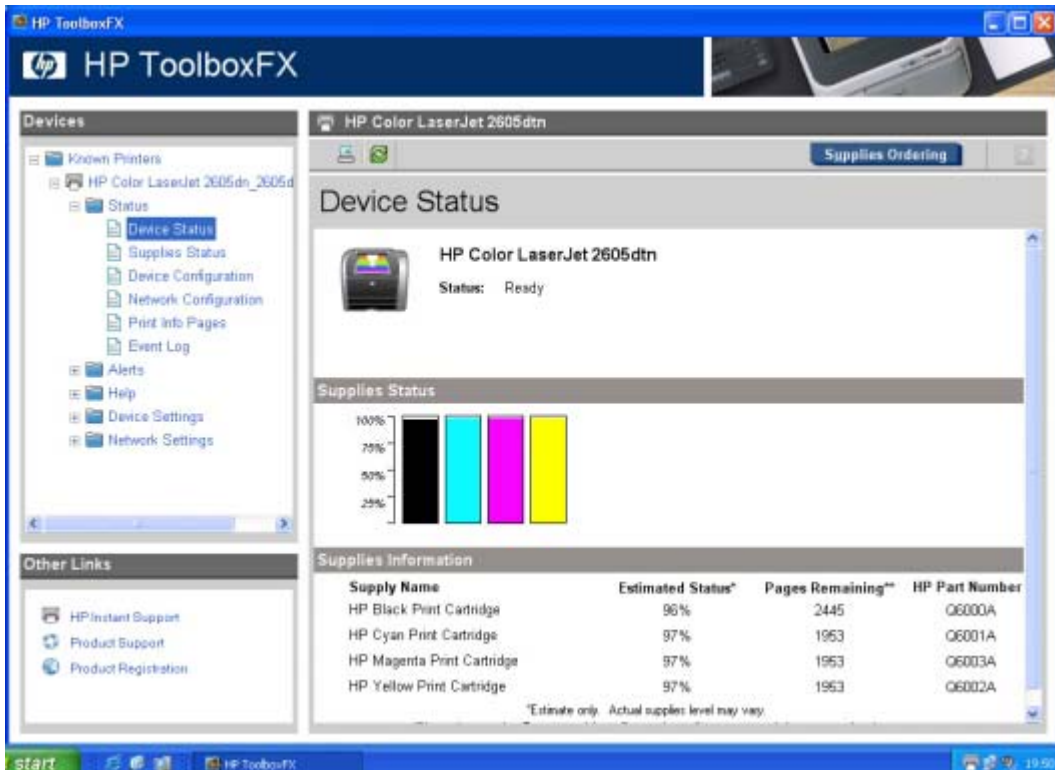 HP ToolboxFX
hp HP ToolboxFX
Devices
Known Printers
HP Color LaserJet 2605dn_2605d
Status
Device Status
Supplies Status
Device Configuration
Network Configuration
Print Info Pages
Event Log
Alerts
Help
Device Settings
Network Settings
Other Links
HP Instant Support
Product Support
Product Registration
HP Color LaserJet 2605dtn
Supplies Ordering
Device Status
HP Color LaserJet 2605dtn
Status: Ready
Supplies Status
100%
75%
50%
25%
Supplies Information
Supply Name Estimated Status* Pages Remaining** HP Part Number
HP Black Print Cartridge 96% 2445 Q6000A
HP Cyan Print Cartridge 97% 1953 Q6001A
HP Magenta Print Cartridge 97% 1953 Q6003A
HP Yellow Print Cartridge 97% 1953 Q6002A
*Estimate only. Actual supplies level may vary.
start HP ToolboxFX 19:50